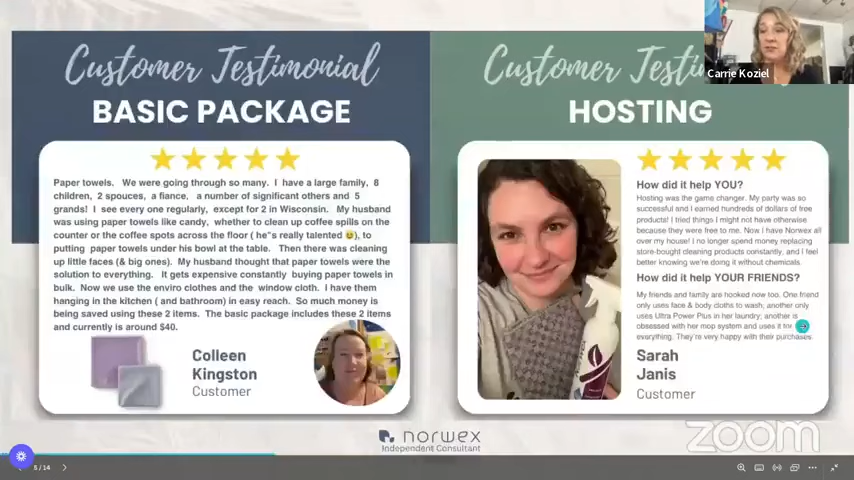 Customer Testimonial
BASIC PACKAGE
Paper towels. We were going through so many. I have a large family, 8
children, 2 spouces, a fiance, a number of significant others and 5
grands! I see every one regularly, except for 2 in Wisconsin. My husband
was using paper towels like candy, whether to clean up coffee spills on the
counter or the coffee spots across the floor ( he"s really talented 😉), to
putting paper towels under his bowl at the table. Then there was cleaning
up little faces (& big ones). My husband thought that paper towels were the
solution to everything. It gets expensive constantly buying paper towels in
bulk. Now we use the enviro clothes and the window cloth. I have them
hanging in the kitchen ( and bathroom) in easy reach. So much money is
being saved using these 2 items. The basic package includes these 2 items
and currently is around $40.
Colleen
Kingston
Customer
Customer Testi
HOSTING
How did it help YOU?
Hosting was the game changer. My party was so
successful and I earned hundreds of dollars of free
products! I tried things I might not have otherwise
because they were free to me. Now I have Norwex all
over my house! I no longer spend money replacing
store-bought cleaning products constantly, and I feel
better knowing we're doing it without chemicals.
How did it help YOUR FRIENDS?
My friends and family are hooked now too. One friend
only uses face & body cloths to wash; another only
uses Ultra Power Plus in her laundry; another is
obsessed with her mop system and uses it for
everything. They're very happy with their purchases.
Sarah
Janis
Customer
Carrie Koziel
norwex
Independent Consultant
zoom
5 / 14